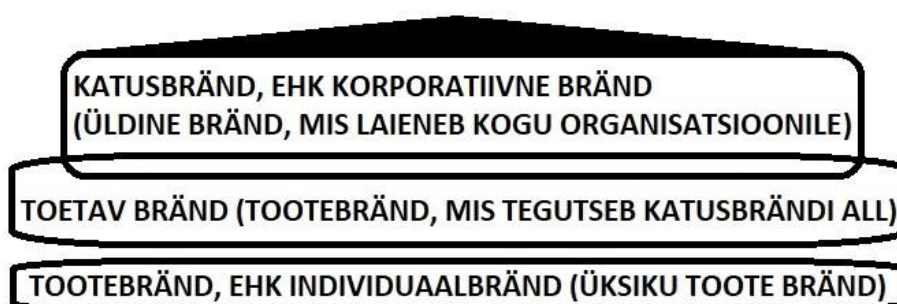 KATUSBRÄND, EHK KORPORATIIVNE BRÄND
(ÜLDINE BRÄND, MIS LAIENEB KOGU ORGANISATSIOONILE)
TOETAV BRÄND (TOOTEBRÄND, MIS TEGUTSEB KATUSBRÄNDI ALL)
TOOTEBRÄND, EHK INDIVIDUAALBRÄND (ÜKSIKU TOOTE BRÄND)